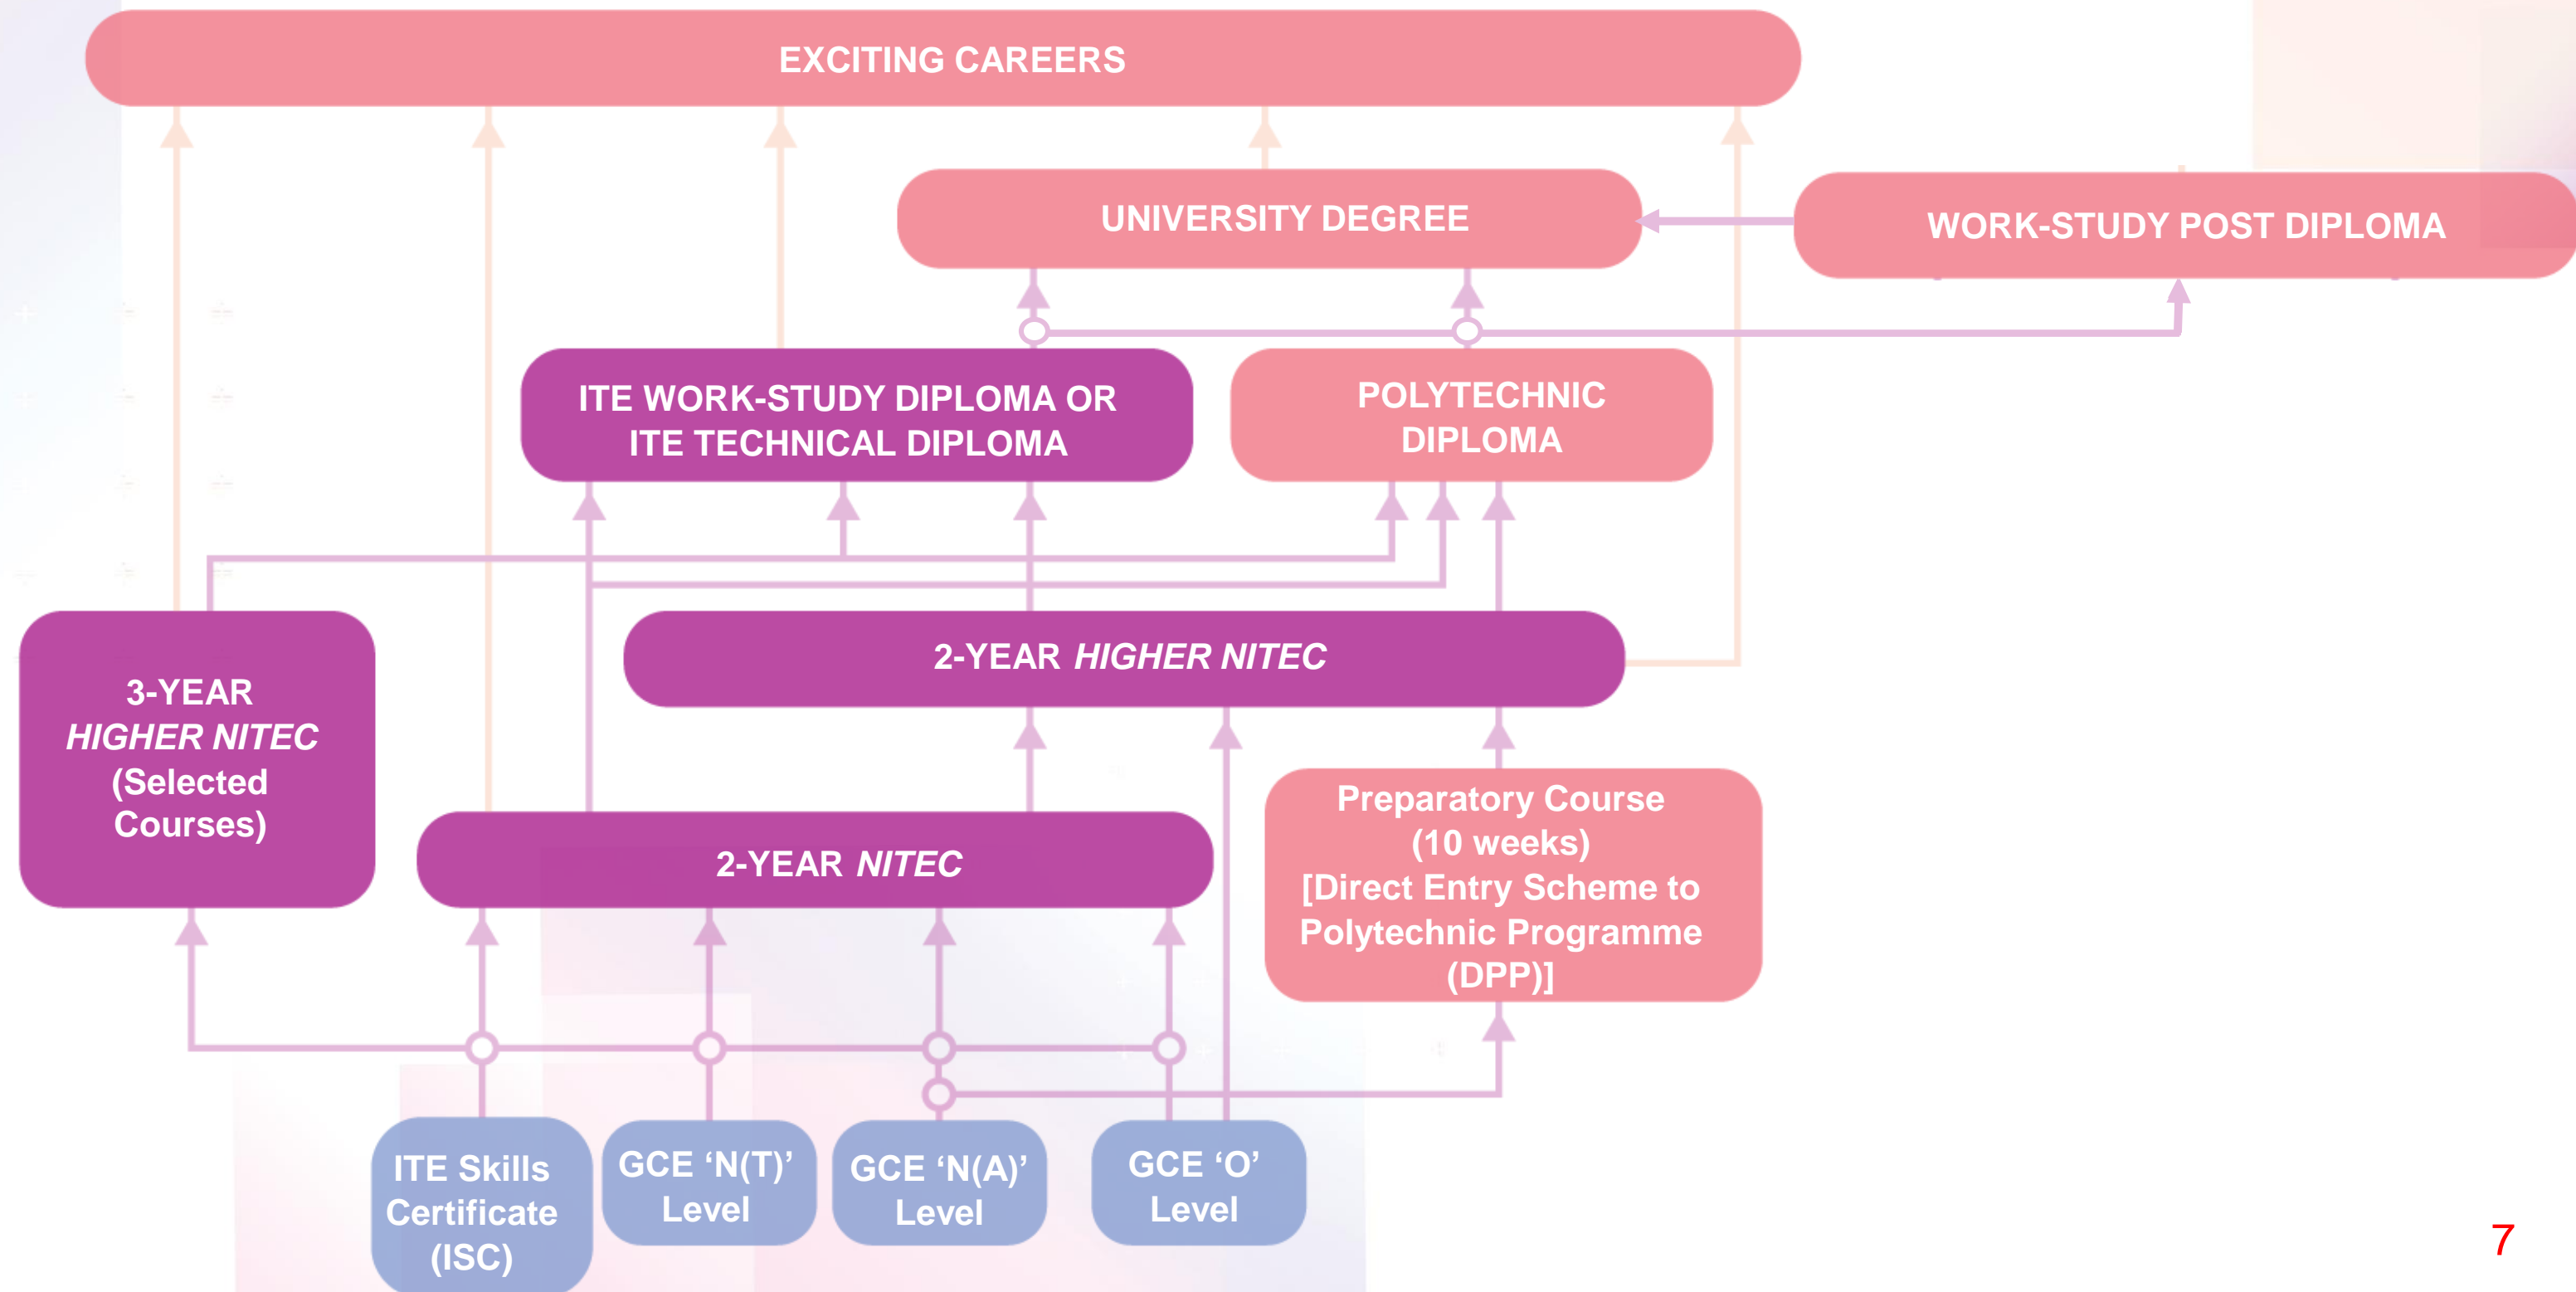 EXCITING CAREERS
UNIVERSITY DEGREE
WORK-STUDY POST DIPLOMA
ITE WORK-STUDY DIPLOMA OR
ITE TECHNICAL DIPLOMA
POLYTECHNIC
DIPLOMA
3-YEAR
HIGHER NITEC
(Selected
Courses)
2-YEAR HIGHER NITEC
2-YEAR NITEC
Preparatory Course
(10 weeks)
[Direct Entry Scheme to
Polytechnic Programme
(DPP)]
ITE Skills
Certificate
(ISC)
GCE ‘N(T)’
Level
GCE ‘N(A)’
Level
GCE ‘O’
Level
7